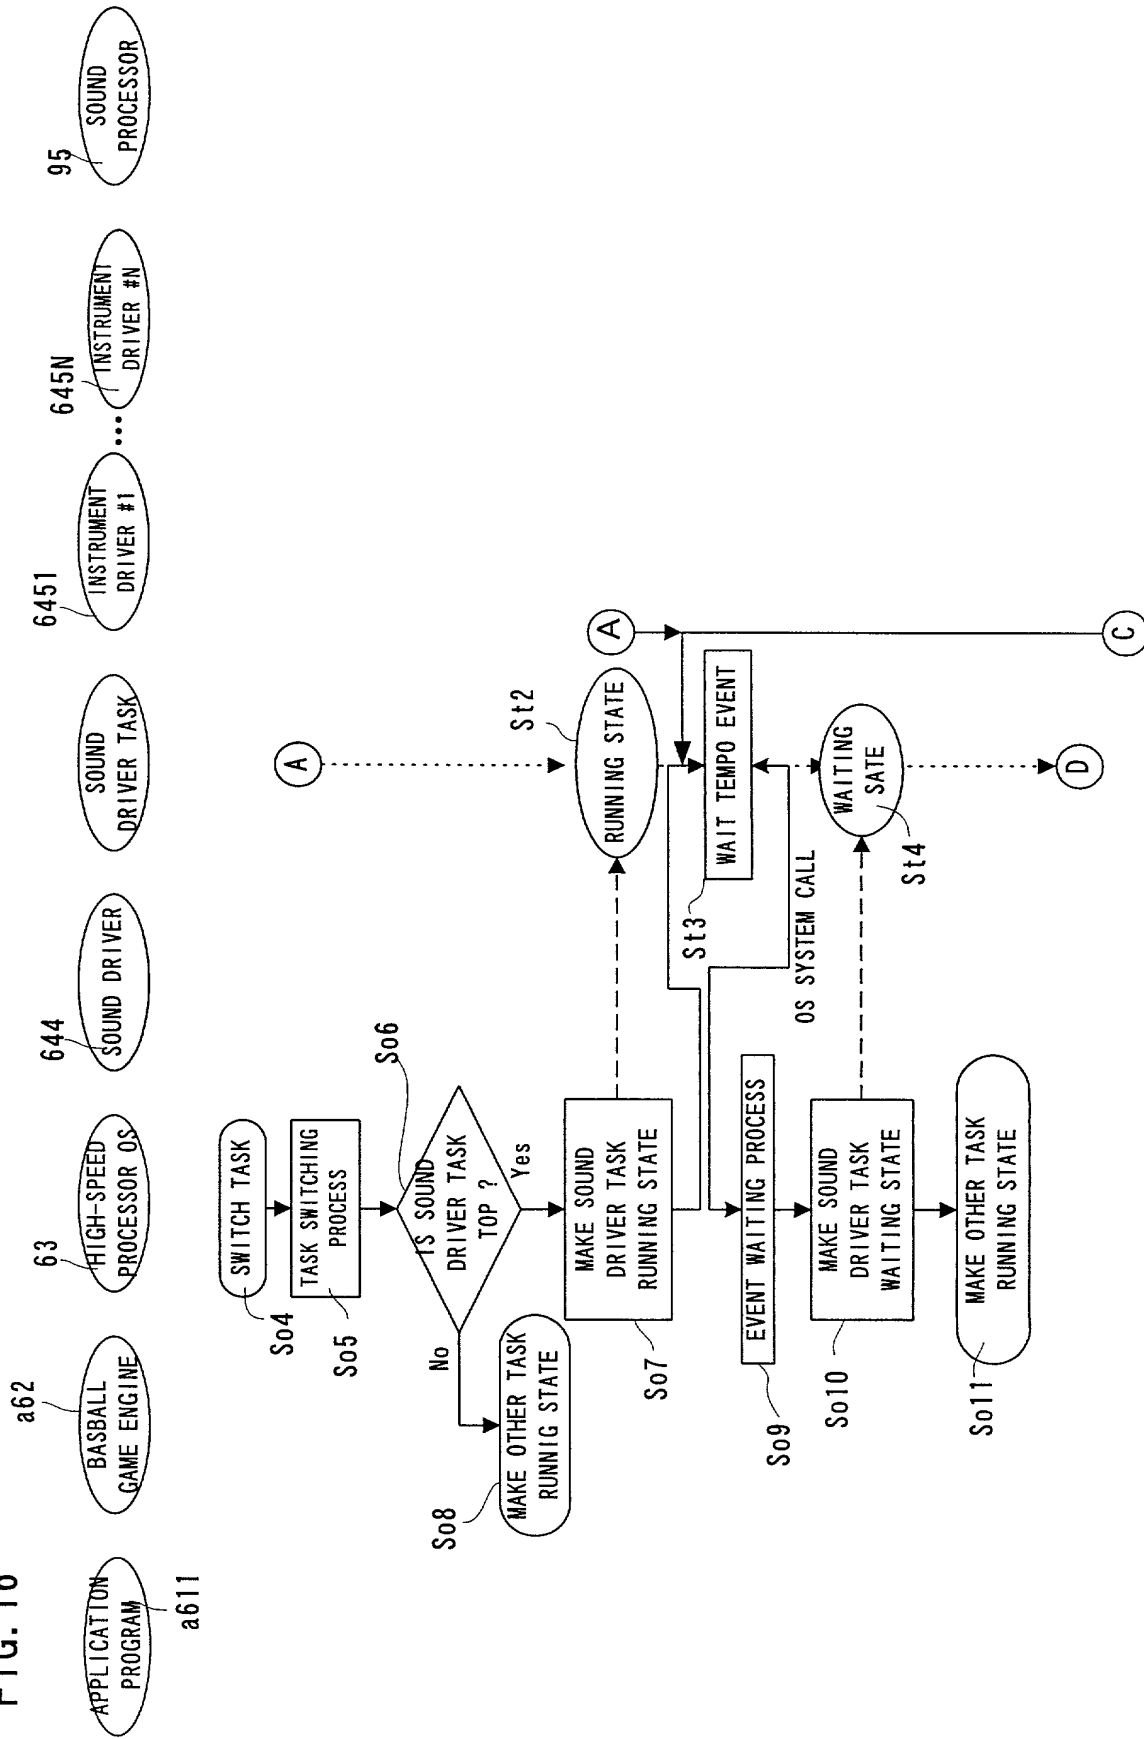 FIG. 16
APPLICATION
PROGRAM
a611
BASBALL
GAME ENGINE
a62
HIGH-SPEED
PROCESSOR OS
63
SOUND DRIVER
644
SOUND
DRIVER TASK
INSTRUMENT
DRIVER #1
6451
•••
INSTRUMENT
DRIVER #N
645N
SOUND
PROCESSOR
95
SWITCH TASK
So4
TASK SWITCHING
PROCESS
So5
IS SOUND
DRIVER TASK
TOP ?
So6
Yes
No
MAKE OTHER TASK
RUNNIG STATE
So8
MAKE SOUND
DRIVER TASK
RUNNING STATE
So7
A
RUNNING STATE
St2
A
WAIT TEMPO EVENT
St3
OS SYSTEM CALL
EVENT WAITING PROCESS
So9
MAKE SOUND
DRIVER TASK
WAITING STATE
So10
WAITING
SATE
St4
MAKE OTHER TASK
RUNNING STATE
So11
D
C